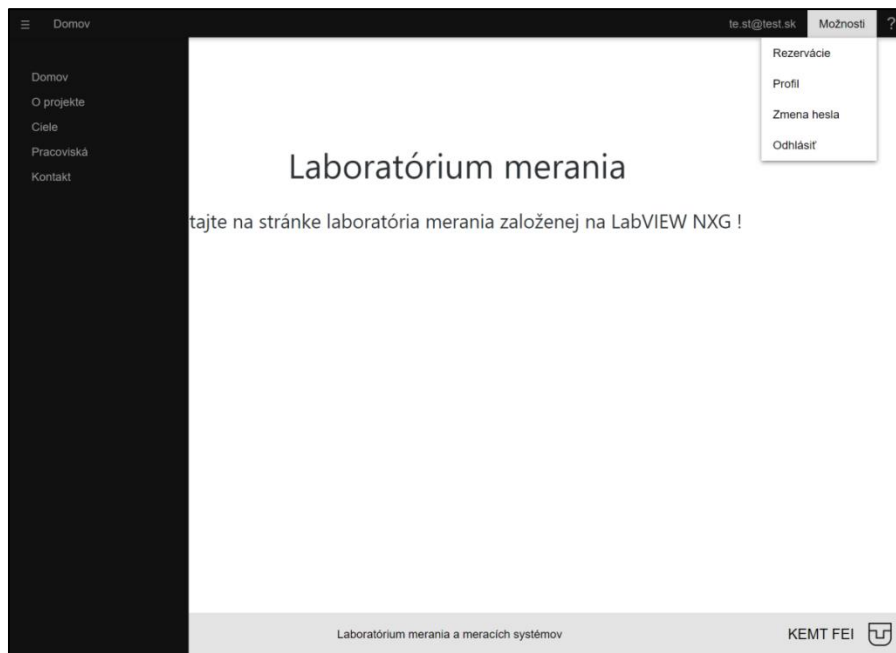 ☰ Domov te.st@test.sk Možnosti ?
Rezervácie
Profil
Zmena hesla
Odhlásiť
Domov
O projekte
Ciele
Pracoviská
Kontakt
Laboratórium merania
tajte na stránke laboratória merania založenej na LabVIEW NXG !
Laboratórium merania a meracích systémov KEMT FEI